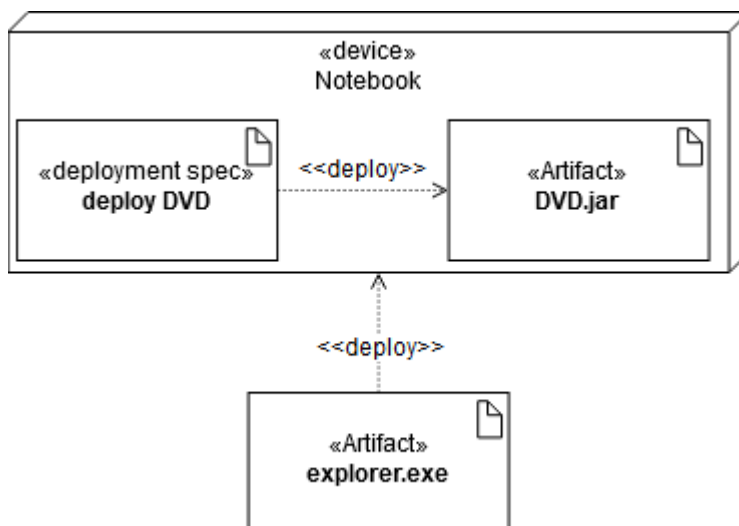 «device»
Notebook
«deployment spec»
deploy DVD
<<deploy>>
«Artifact»
DVD.jar
<<deploy>>
«Artifact»
explorer.exe